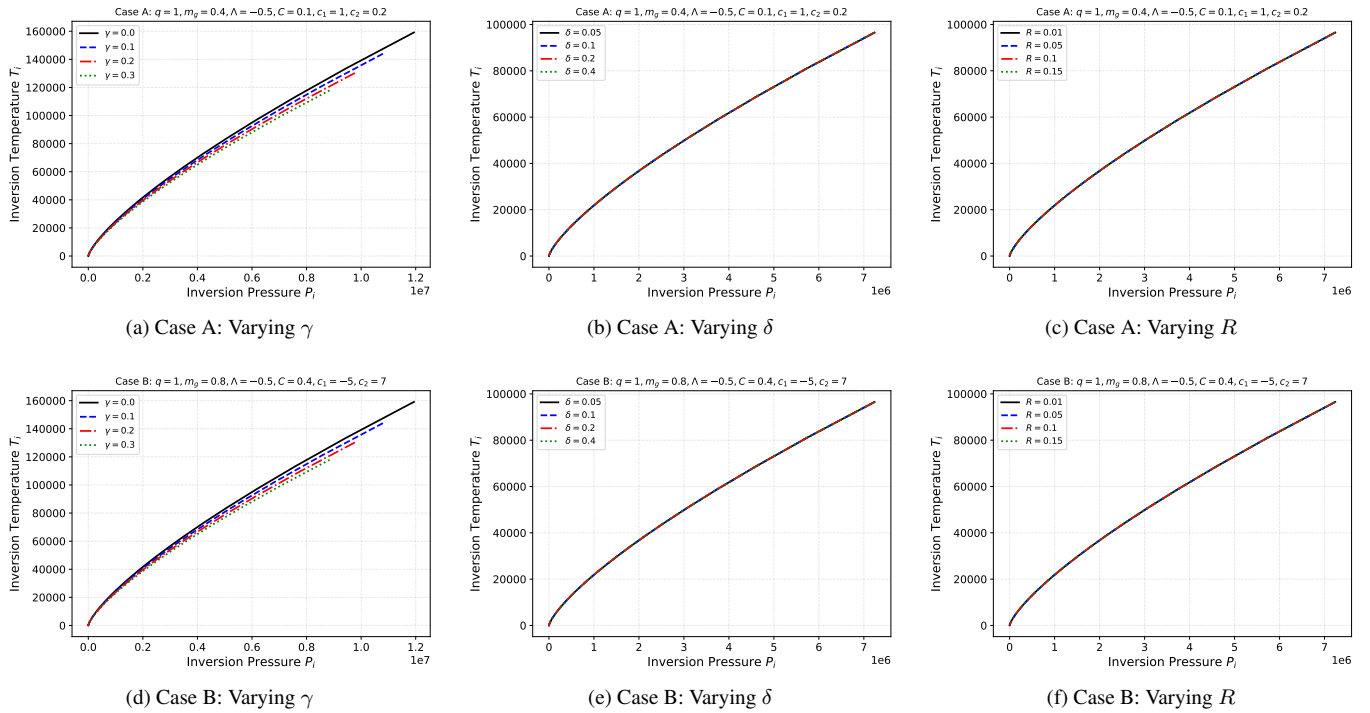 Case A: q = 1, m_g = 0.4, Λ = −0.5, C = 0.1, c₁ = 1, c₂ = 0.2
γ = 0.0
γ = 0.1
γ = 0.2
γ = 0.3
160000
140000
120000
100000
80000
60000
40000
20000
0
Inversion Temperature T_i
0.0 0.2 0.4 0.6 0.8 1.0 1.2
1e7
Inversion Pressure P_i
(a) Case A: Varying γ
Case A: q = 1, m_g = 0.4, Λ = −0.5, C = 0.1, c₁ = 1, c₂ = 0.2
δ = 0.05
δ = 0.1
δ = 0.2
δ = 0.4
100000
80000
60000
40000
20000
0
Inversion Temperature T_i
0 1 2 3 4 5 6 7
1e6
Inversion Pressure P_i
(b) Case A: Varying δ
Case A: q = 1, m_g = 0.4, Λ = −0.5, C = 0.1, c₁ = 1, c₂ = 0.2
R = 0.01
R = 0.05
R = 0.1
R = 0.15
100000
80000
60000
40000
20000
0
Inversion Temperature T_i
0 1 2 3 4 5 6 7
1e6
Inversion Pressure P_i
(c) Case A: Varying R
Case B: q = 1, m_g = 0.8, Λ = −0.5, C = 0.4, c₁ = −5, c₂ = 7
γ = 0.0
γ = 0.1
γ = 0.2
γ = 0.3
160000
140000
120000
100000
80000
60000
40000
20000
0
Inversion Temperature T_i
0.0 0.2 0.4 0.6 0.8 1.0 1.2
1e7
Inversion Pressure P_i
(d) Case B: Varying γ
Case B: q = 1, m_g = 0.8, Λ = −0.5, C = 0.4, c₁ = −5, c₂ = 7
δ = 0.05
δ = 0.1
δ = 0.2
δ = 0.4
100000
80000
60000
40000
20000
0
Inversion Temperature T_i
0 1 2 3 4 5 6 7
1e6
Inversion Pressure P_i
(e) Case B: Varying δ
Case B: q = 1, m_g = 0.8, Λ = −0.5, C = 0.4, c₁ = −5, c₂ = 7
R = 0.01
R = 0.05
R = 0.1
R = 0.15
100000
80000
60000
40000
20000
0
Inversion Temperature T_i
0 1 2 3 4 5 6 7
1e6
Inversion Pressure P_i
(f) Case B: Varying R